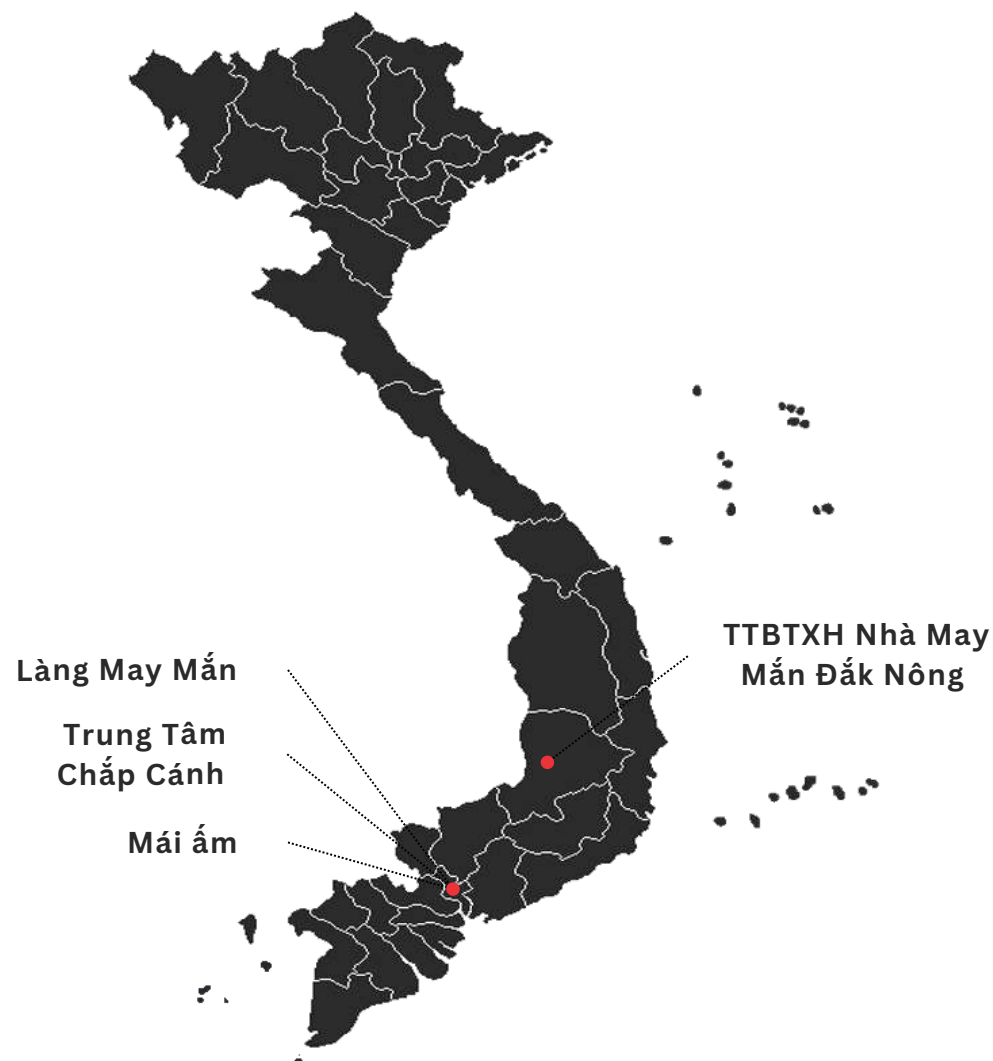 Làng May Mắn
Trung Tâm
Chắp Cánh
Mái ấm
TTBTXH Nhà May
Mắn Đắk Nông